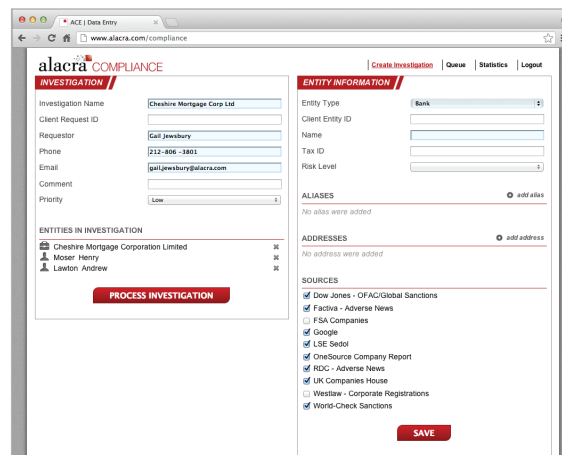 ACE | Data Entry
www.alacra.com/compliance
alacra COMPLIANCE
Create Investigation | Queue | Statistics | Logout
INVESTIGATION
Investigation Name Cheshire Mortgage Corp Ltd
Client Request ID
Requestor Gail Jewsbury
Phone 212-806 -3801
Email gail.jewsbury@alacra.com
Comment
Priority Low
ENTITIES IN INVESTIGATION
Cheshire Mortgage Corporation Limited
Moser Henry
Lawton Andrew
PROCESS INVESTIGATION
ENTITY INFORMATION
Entity Type Bank
Client Entity ID
Name
Tax ID
Risk Level
ALIASES add alias
No alias were added
ADDRESSES add address
No address were added
SOURCES
Dow Jones - OFAC/Global Sanctions
Factiva - Adverse News
FSA Companies
Google
LSE Sedol
OneSource Company Report
RDC - Adverse News
UK Companies House
Westlaw - Corporate Registrations
World-Check Sanctions
SAVE